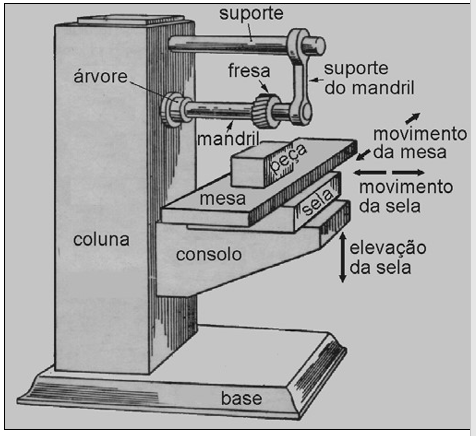 suporte
árvore
fresa
suporte
do mandril
mandril
movimento
da mesa
peça
mesa
sela
movimento
da sela
coluna
consolo
elevação
da sela
base